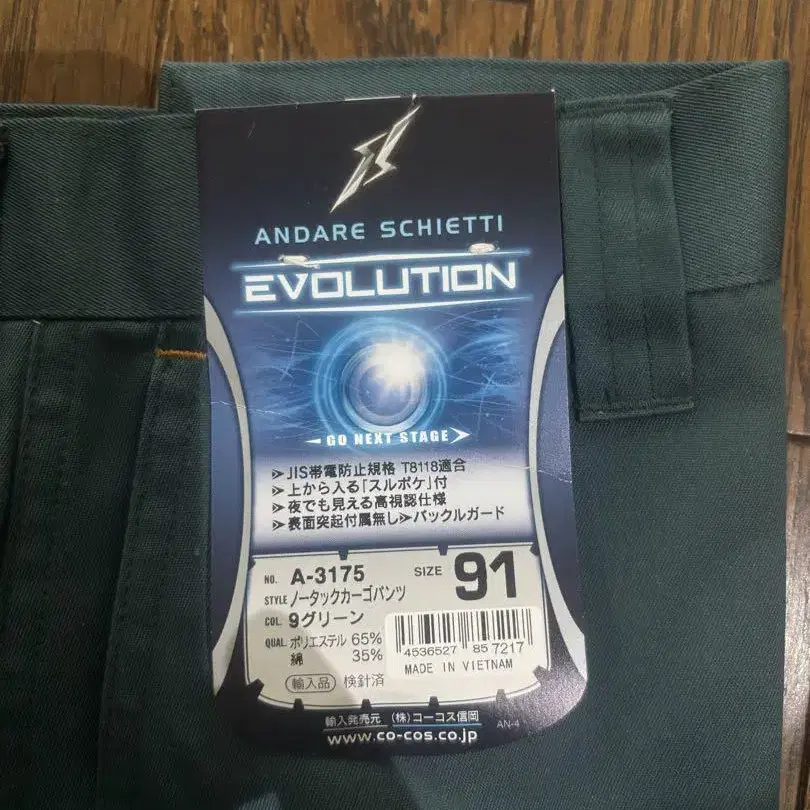 ANDARE SCHIETTI
EVOLUTION
GO NEXT STAGE
JIS帯電防止規格 T8118適合
上から入る「スルポケ」付
夜でも見える高視認仕様
表面突起付属無し バックルガード
NO. A-3175 SIZE 91
STYLE ノータックカーゴパンツ
COL. 9グリーン
QUAL. ポリエステル 65%
綿 35%
4536527 857217
MADE IN VIETNAM
輸入品 検針済
輸入発売元 (株)コーコス信岡
www.co-cos.co.jp
AN-4